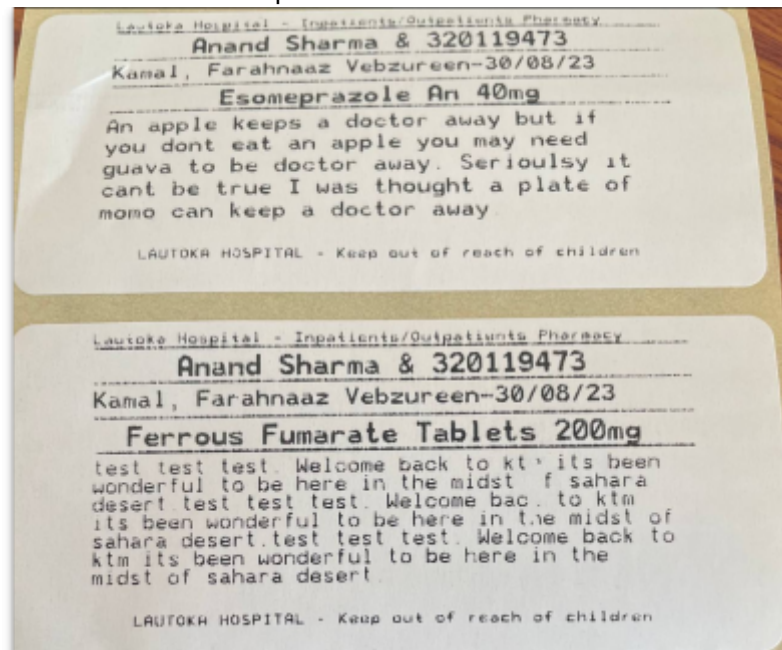 Lautoka Hospital - Inpatients/Outpatients Pharmacy
Anand Sharma & 320119473
Kamal, Farahnaaz Vebzureen-30/08/23
Esomeprazole An 40mg
An apple keeps a doctor away but if
you dont eat an apple you may need
guava to be doctor away. Serioulsy it
cant be true I was thought a plate of
momo can keep a doctor away
LAUTOKA HOSPITAL - Keep out of reach of children
Lautoka Hospital - Inpatients/Outpatients Pharmacy
Anand Sharma & 320119473
Kamal, Farahnaaz Vebzureen-30/08/23
Ferrous Fumarate Tablets 200mg
test test test. Welcome back to its been
wonderful to be here in the midst sahara
desert.test test test. Welcome to ktm
its been wonderful to be here in the midst of
sahara desert.test test test. Welcome back to
ktm its been wonderful to be here in the
midst of sahara desert
LAUTOKA HOSPITAL - Keep out of reach of children